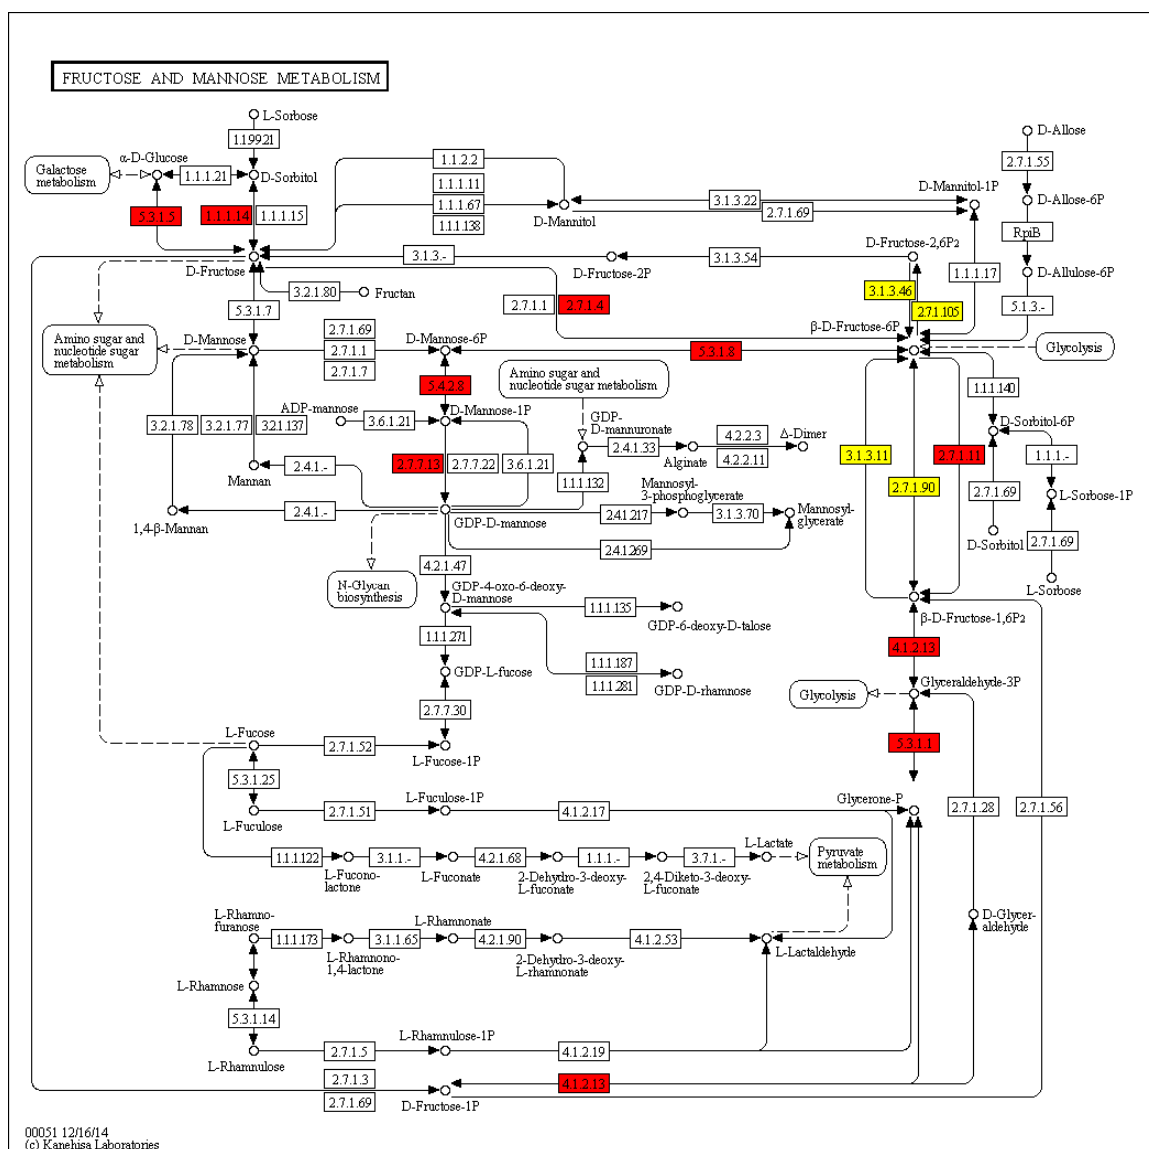 FRUCTOSE AND MANNOSE METABOLISM
L-Sorbose
1.1.99.21
α-D-Glucose
Galactose
metabolism
1.1.1.21
D-Sorbitol
5.3.1.5
1.1.1.14
1.1.1.15
1.1.2.2
1.1.1.11
1.1.1.67
1.1.1.138
D-Mannitol
3.1.3.22
2.7.1.69
D-Mannitol-1P
D-Allose
2.7.1.55
D-Allose-6P
RpiB
D-Allulose-6P
5.1.3.-
1.1.1.17
D-Fructose
3.1.3.-
D-Fructose-2P
3.1.3.54
D-Fructose-2,6P2
3.2.1.80
Fructan
5.3.1.7
2.7.1.1
2.7.1.4
3.1.3.46
2.7.1.105
β-D-Fructose-6P
Amino sugar and
nucleotide sugar
metabolism
D-Mannose
2.7.1.69
2.7.1.1
2.7.1.7
D-Mannose-6P
5.3.1.8
Glycolysis
5.4.2.8
Amino sugar and
nucleotide sugar metabolism
1.1.1.140
ADP-mannose
3.6.1.21
D-Mannose-1P
GDP-
D-mannuronate
D-Sorbitol-6P
3.2.1.78
3.2.1.77
3.2.1.137
2.4.1.33
Alginate
4.2.2.3
4.2.2.11
Δ-Dimer
3.1.3.11
2.7.1.90
2.7.1.11
1.1.1.-
Mannan
2.4.1.-
2.7.7.13
2.7.7.22
3.6.1.21
1.1.1.132
2.7.1.69
L-Sorbose-1P
Mannosyl-
3-phosphoglycerate
1,4-β-Mannan
2.4.1.-
GDP-D-mannose
2.4.1.217
3.1.3.70
Mannosyl-
glycerate
2.4.1.269
D-Sorbitol
2.7.1.69
L-Sorbose
N-Glycan
biosynthesis
4.2.1.47
GDP-4-oxo-6-deoxy-
D-mannose
1.1.1.135
GDP-6-deoxy-D-talose
β-D-Fructose-1,6P2
1.1.1.271
GDP-L-fucose
1.1.1.187
1.1.1.281
GDP-D-rhamnose
4.1.2.13
Glycolysis
Glyceraldehyde-3P
2.7.7.30
5.3.1.1
L-Fucose
2.7.1.52
L-Fucose-1P
5.3.1.25
L-Fuculose
2.7.1.51
L-Fuculose-1P
4.1.2.17
Glycerone-P
2.7.1.28
2.7.1.56
1.1.1.122
L-Fucono-
lactone
3.1.1.-
L-Fuconate
4.2.1.68
2-Dehydro-3-deoxy-
L-fuconate
1.1.1.-
2,4-Diketo-3-deoxy-
L-fuconate
3.7.1.-
L-Lactate
Pyruvate
metabolism
L-Rhamno-
furanose
1.1.1.173
L-Rhamnono-
1,4-lactone
3.1.1.65
L-Rhamnonate
4.2.1.90
2-Dehydro-3-deoxy-
L-rhamnonate
4.1.2.53
L-Lactaldehyde
D-Glycer-
aldehyde
L-Rhamnose
5.3.1.14
L-Rhamnulose
2.7.1.5
L-Rhamnulose-1P
4.1.2.19
2.7.1.3
2.7.1.69
D-Fructose-1P
4.1.2.13
00051 12/16/14
(c) Kanehisa Laboratories